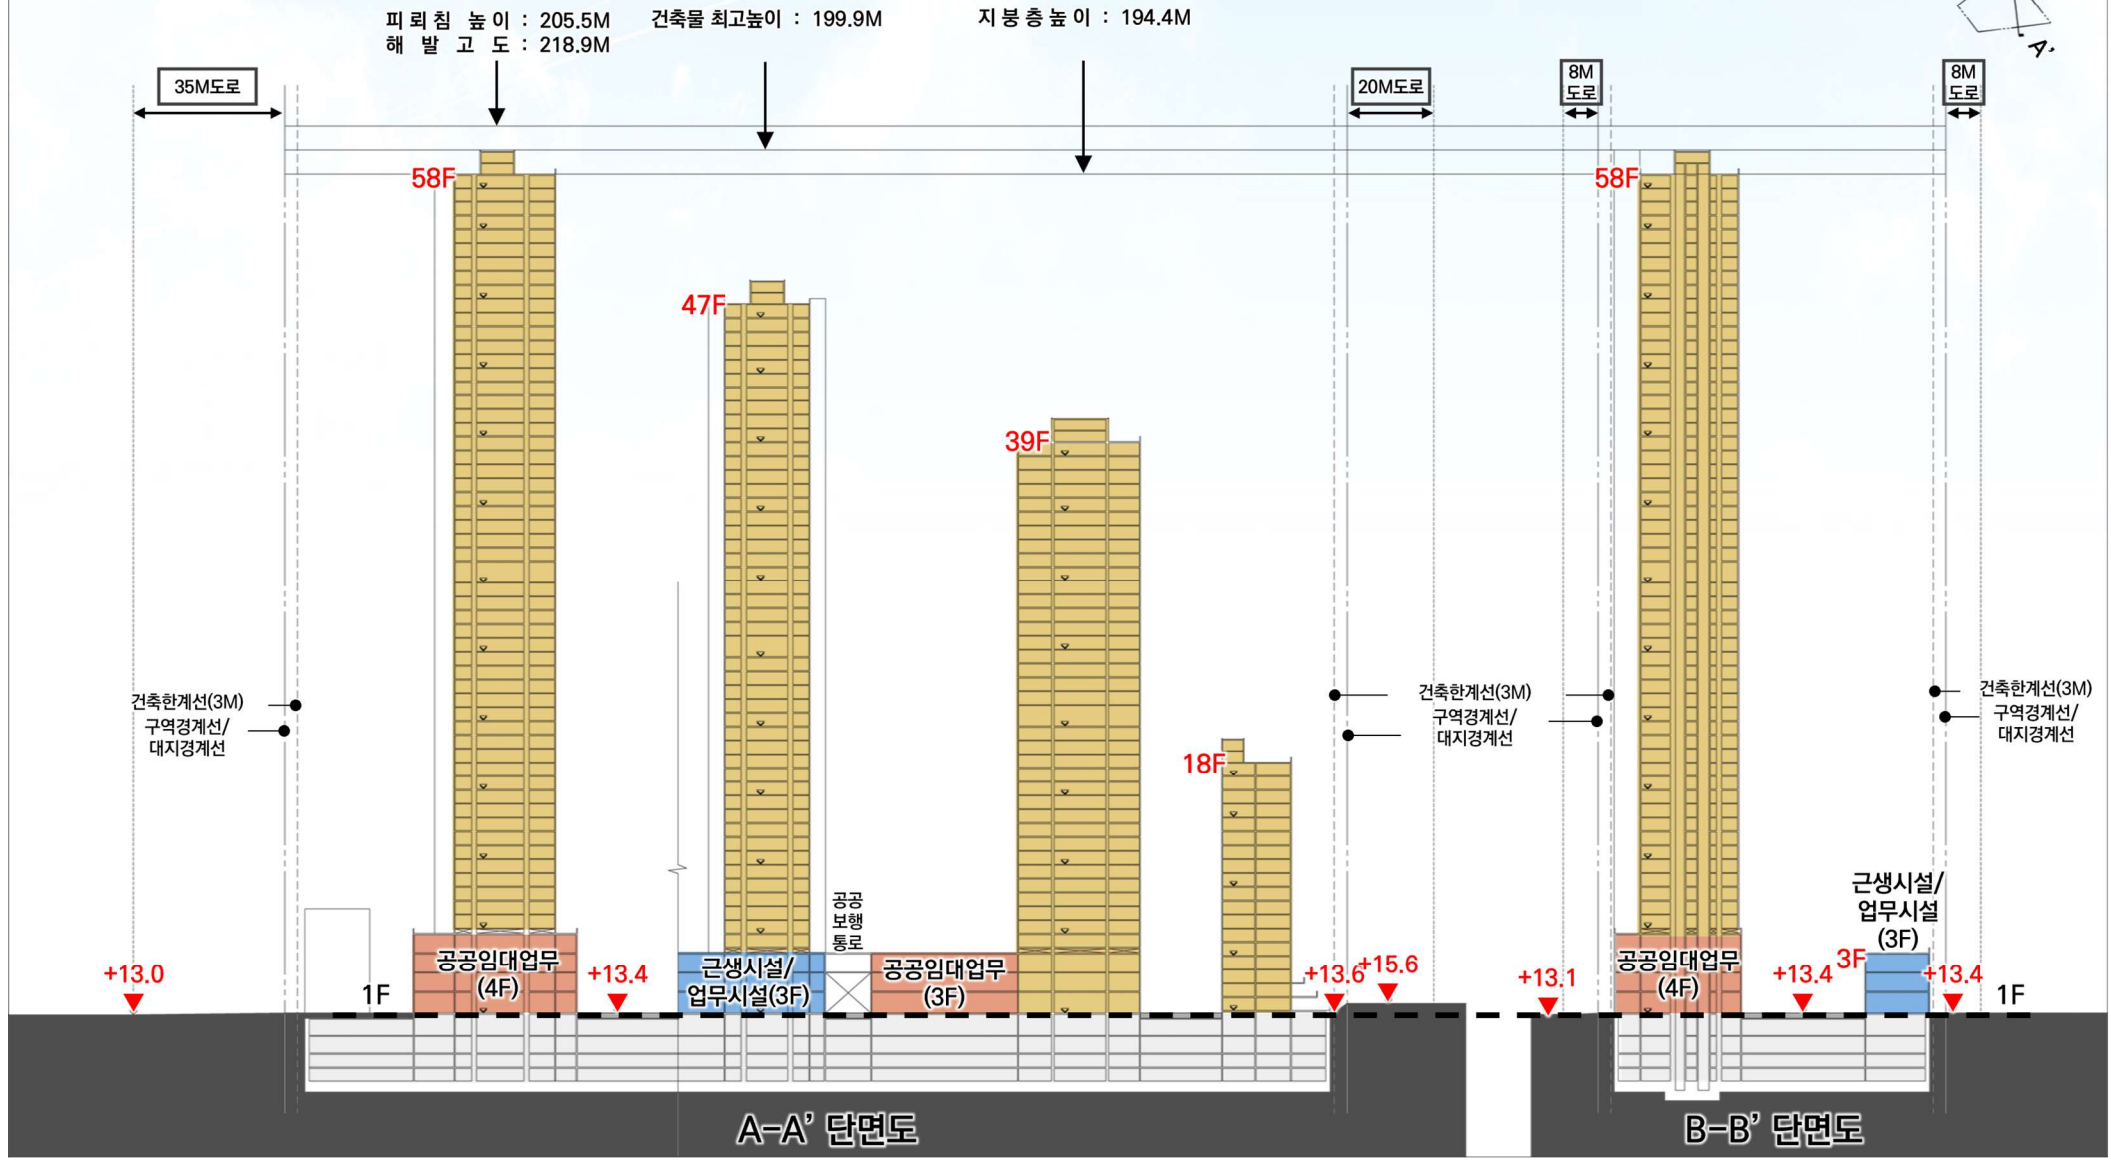 피뢰침 높이 : 205.5M
해 발 고 도 : 218.9M
건축물 최고높이 : 199.9M
지붕층높이 : 194.4M
A'
35M도로
20M도로
8M
도로
8M
도로
58F
58F
47F
39F
18F
건축한계선(3M)
구역경계선/
대지경계선
건축한계선(3M)
구역경계선/
대지경계선
건축한계선(3M)
구역경계선/
대지경계선
공공
보행
통로
근생시설/
업무시설
(3F)
+13.0
1F
공공임대업무
(4F)
+13.4
근생시설/
업무시설(3F)
공공임대업무
(3F)
+13.6
+15.6
+13.1
공공임대업무
(4F)
+13.4
3F
+13.4
1F
A-A' 단면도
B-B' 단면도